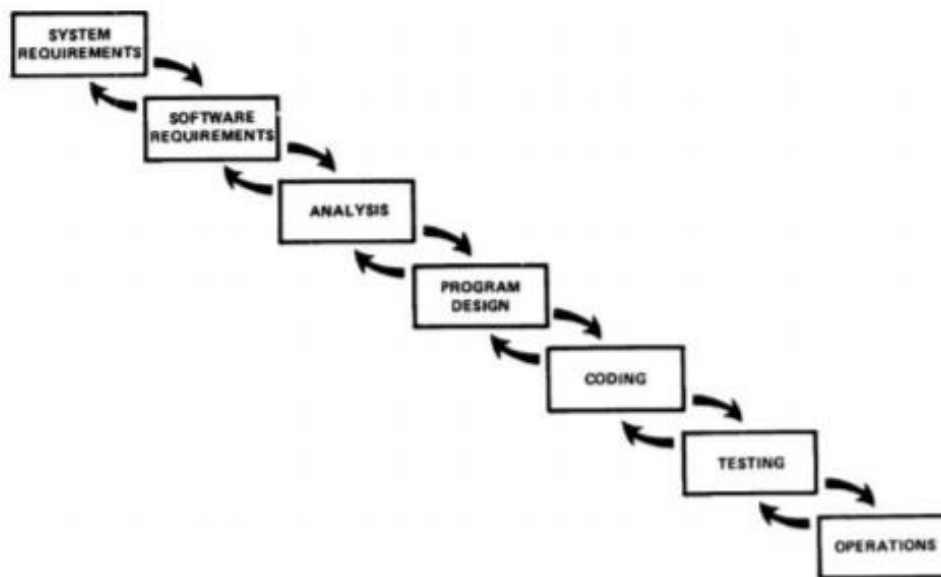 SYSTEM
REQUIREMENTS
SOFTWARE
REQUIREMENTS
ANALYSIS
PROGRAM
DESIGN
CODING
TESTING
OPERATIONS